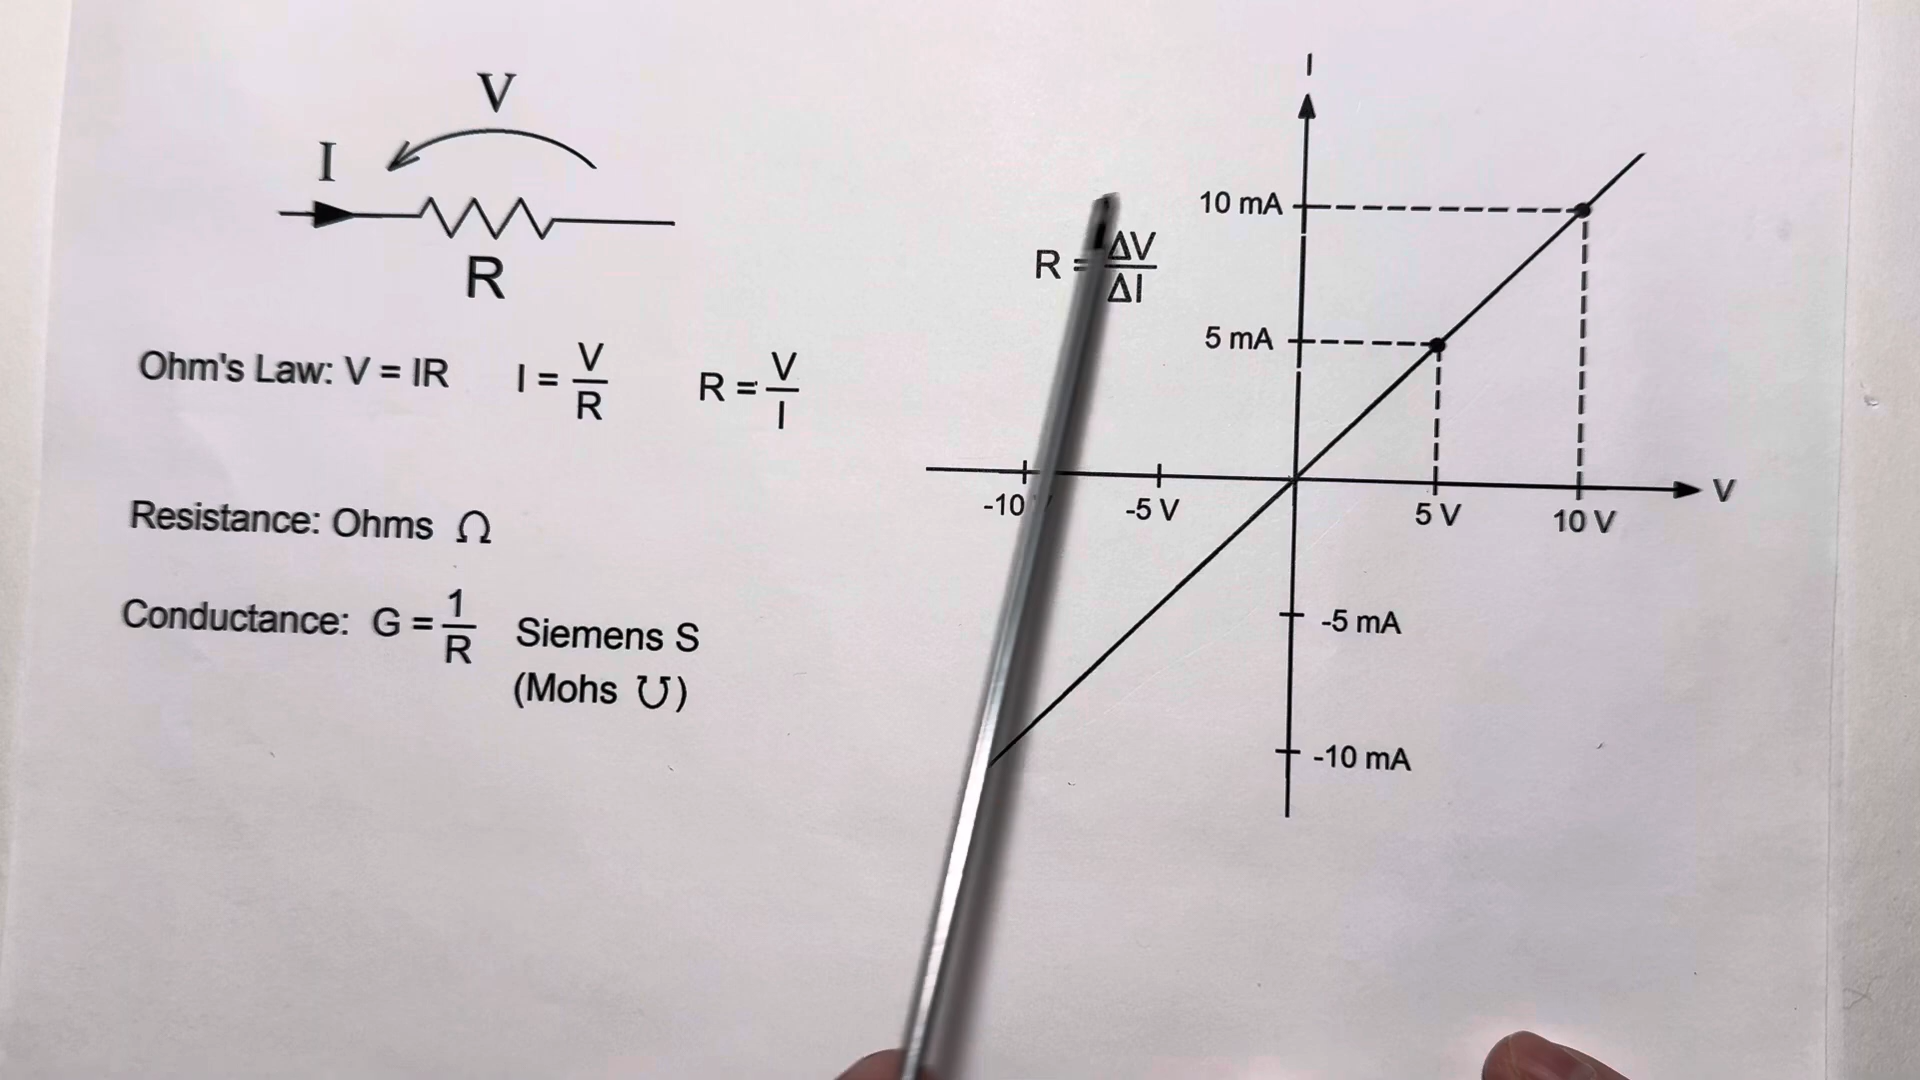 V
I
R
Ohm's Law: V = IR I = V/R R = V/I
Resistance: Ohms Ω
Conductance: G = 1/R Siemens S
(Mohs ℧)
I
10 mA
R = ΔV/ΔI
5 mA
-10 -5 V 5 V 10 V V
-5 mA
-10 mA